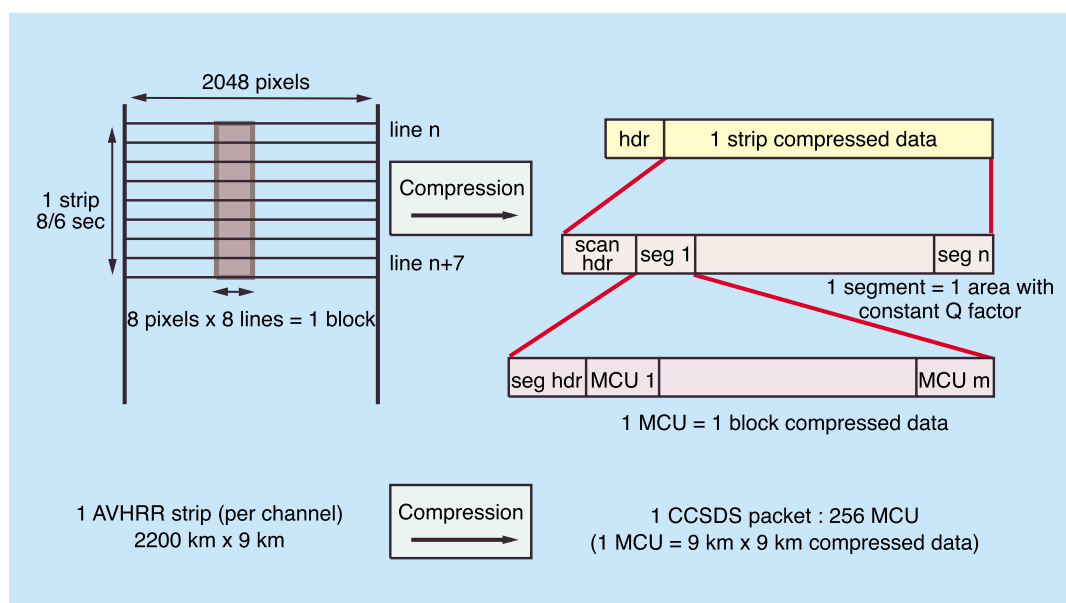 2048 pixels
line n
1 strip
8/6 sec
line n+7
8 pixels x 8 lines = 1 block
Compression
hdr
1 strip compressed data
scan
hdr
seg 1
seg n
1 segment = 1 area with
constant Q factor
seg hdr
MCU 1
MCU m
1 MCU = 1 block compressed data
1 AVHRR strip (per channel)
2200 km x 9 km
Compression
1 CCSDS packet : 256 MCU
(1 MCU = 9 km x 9 km compressed data)